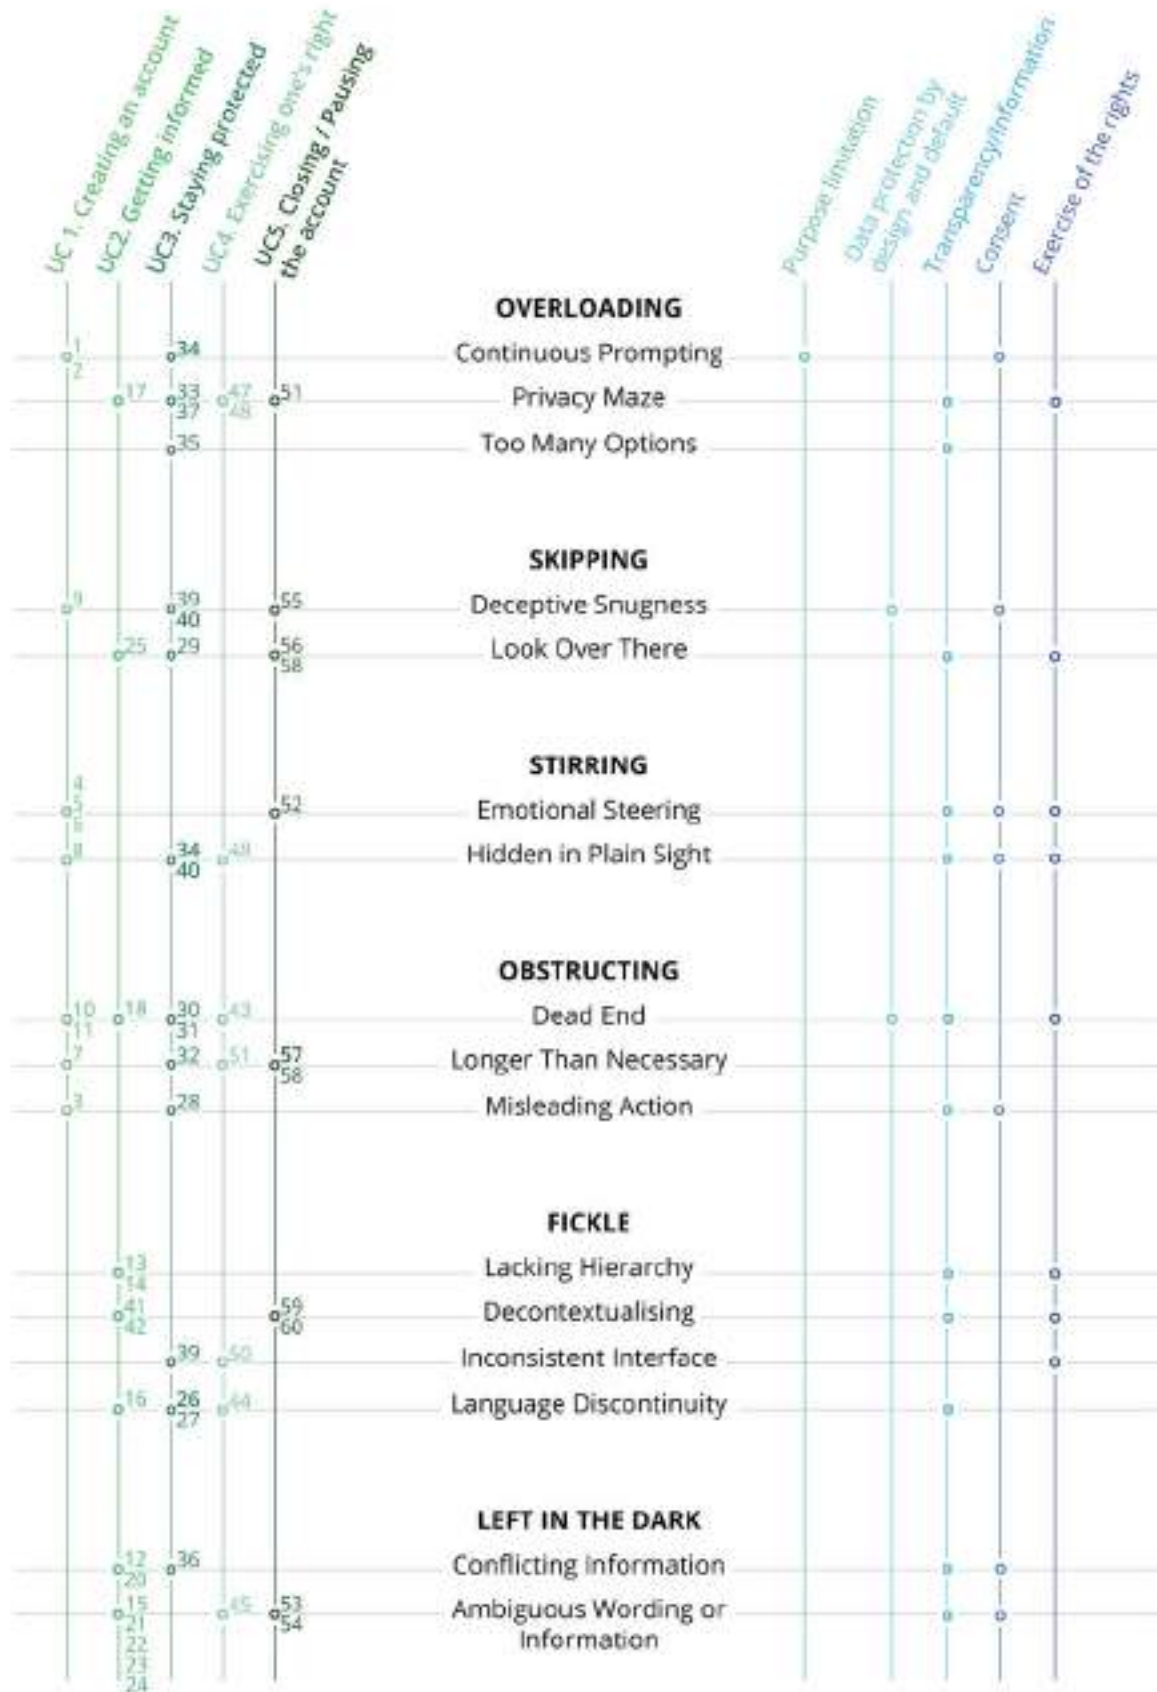 UC 1. Creating an account
UC2. Getting informed
UC3. Staying protected
UC4. Exercising one's right
UC5. Closing / Pausing
the account
Purpose limitation
Data protection by
design and default
Transparency/Information
Consent
Exercise of the rights
OVERLOADING
1 34 Continuous Prompting
2
17 33 47 51 Privacy Maze
37 48
35 Too Many Options
SKIPPING
9 39 55 Deceptive Snugness
40
25 29 56 Look Over There
58
STIRRING
4
5 52 Emotional Steering
8 34 Hidden in Plain Sight
40
OBSTRUCTING
10 18 30 43 Dead End
11 31
7 32 51 57 Longer Than Necessary
58
3 28 Misleading Action
FICKLE
13 Lacking Hierarchy
14
41 59 Decontextualising
42 60
39 50 Inconsistent Interface
16 26 44 Language Discontinuity
27
LEFT IN THE DARK
12 36 Conflicting Information
20
15 45 53 Ambiguous Wording or
21 54 Information
22
23
24